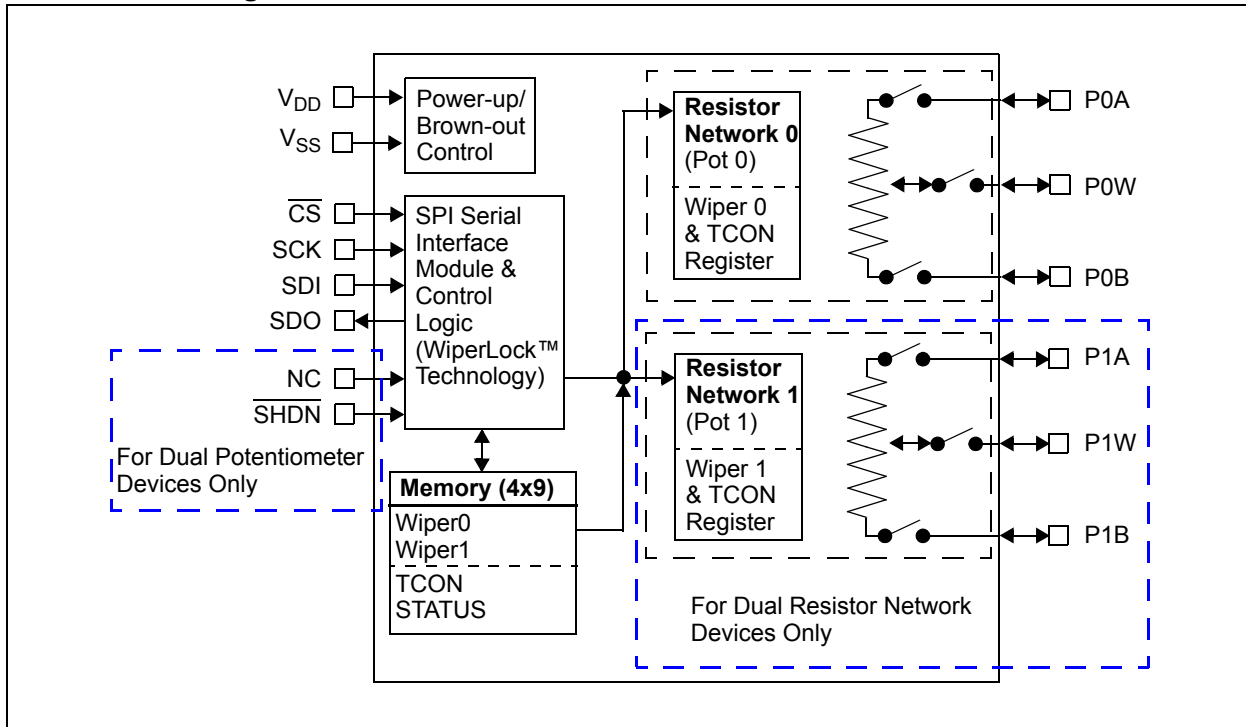 V_DD
V_SS
Power-up/
Brown-out
Control
CS
SCK
SDI
SDO
NC
SHDN
SPI Serial
Interface
Module &
Control
Logic
(WiperLock™
Technology)
For Dual Potentiometer
Devices Only
Memory (4x9)
Wiper0
Wiper1
TCON
STATUS
Resistor
Network 0
(Pot 0)
Wiper 0
& TCON
Register
P0A
P0W
P0B
Resistor
Network 1
(Pot 1)
Wiper 1
& TCON
Register
P1A
P1W
P1B
For Dual Resistor Network
Devices Only